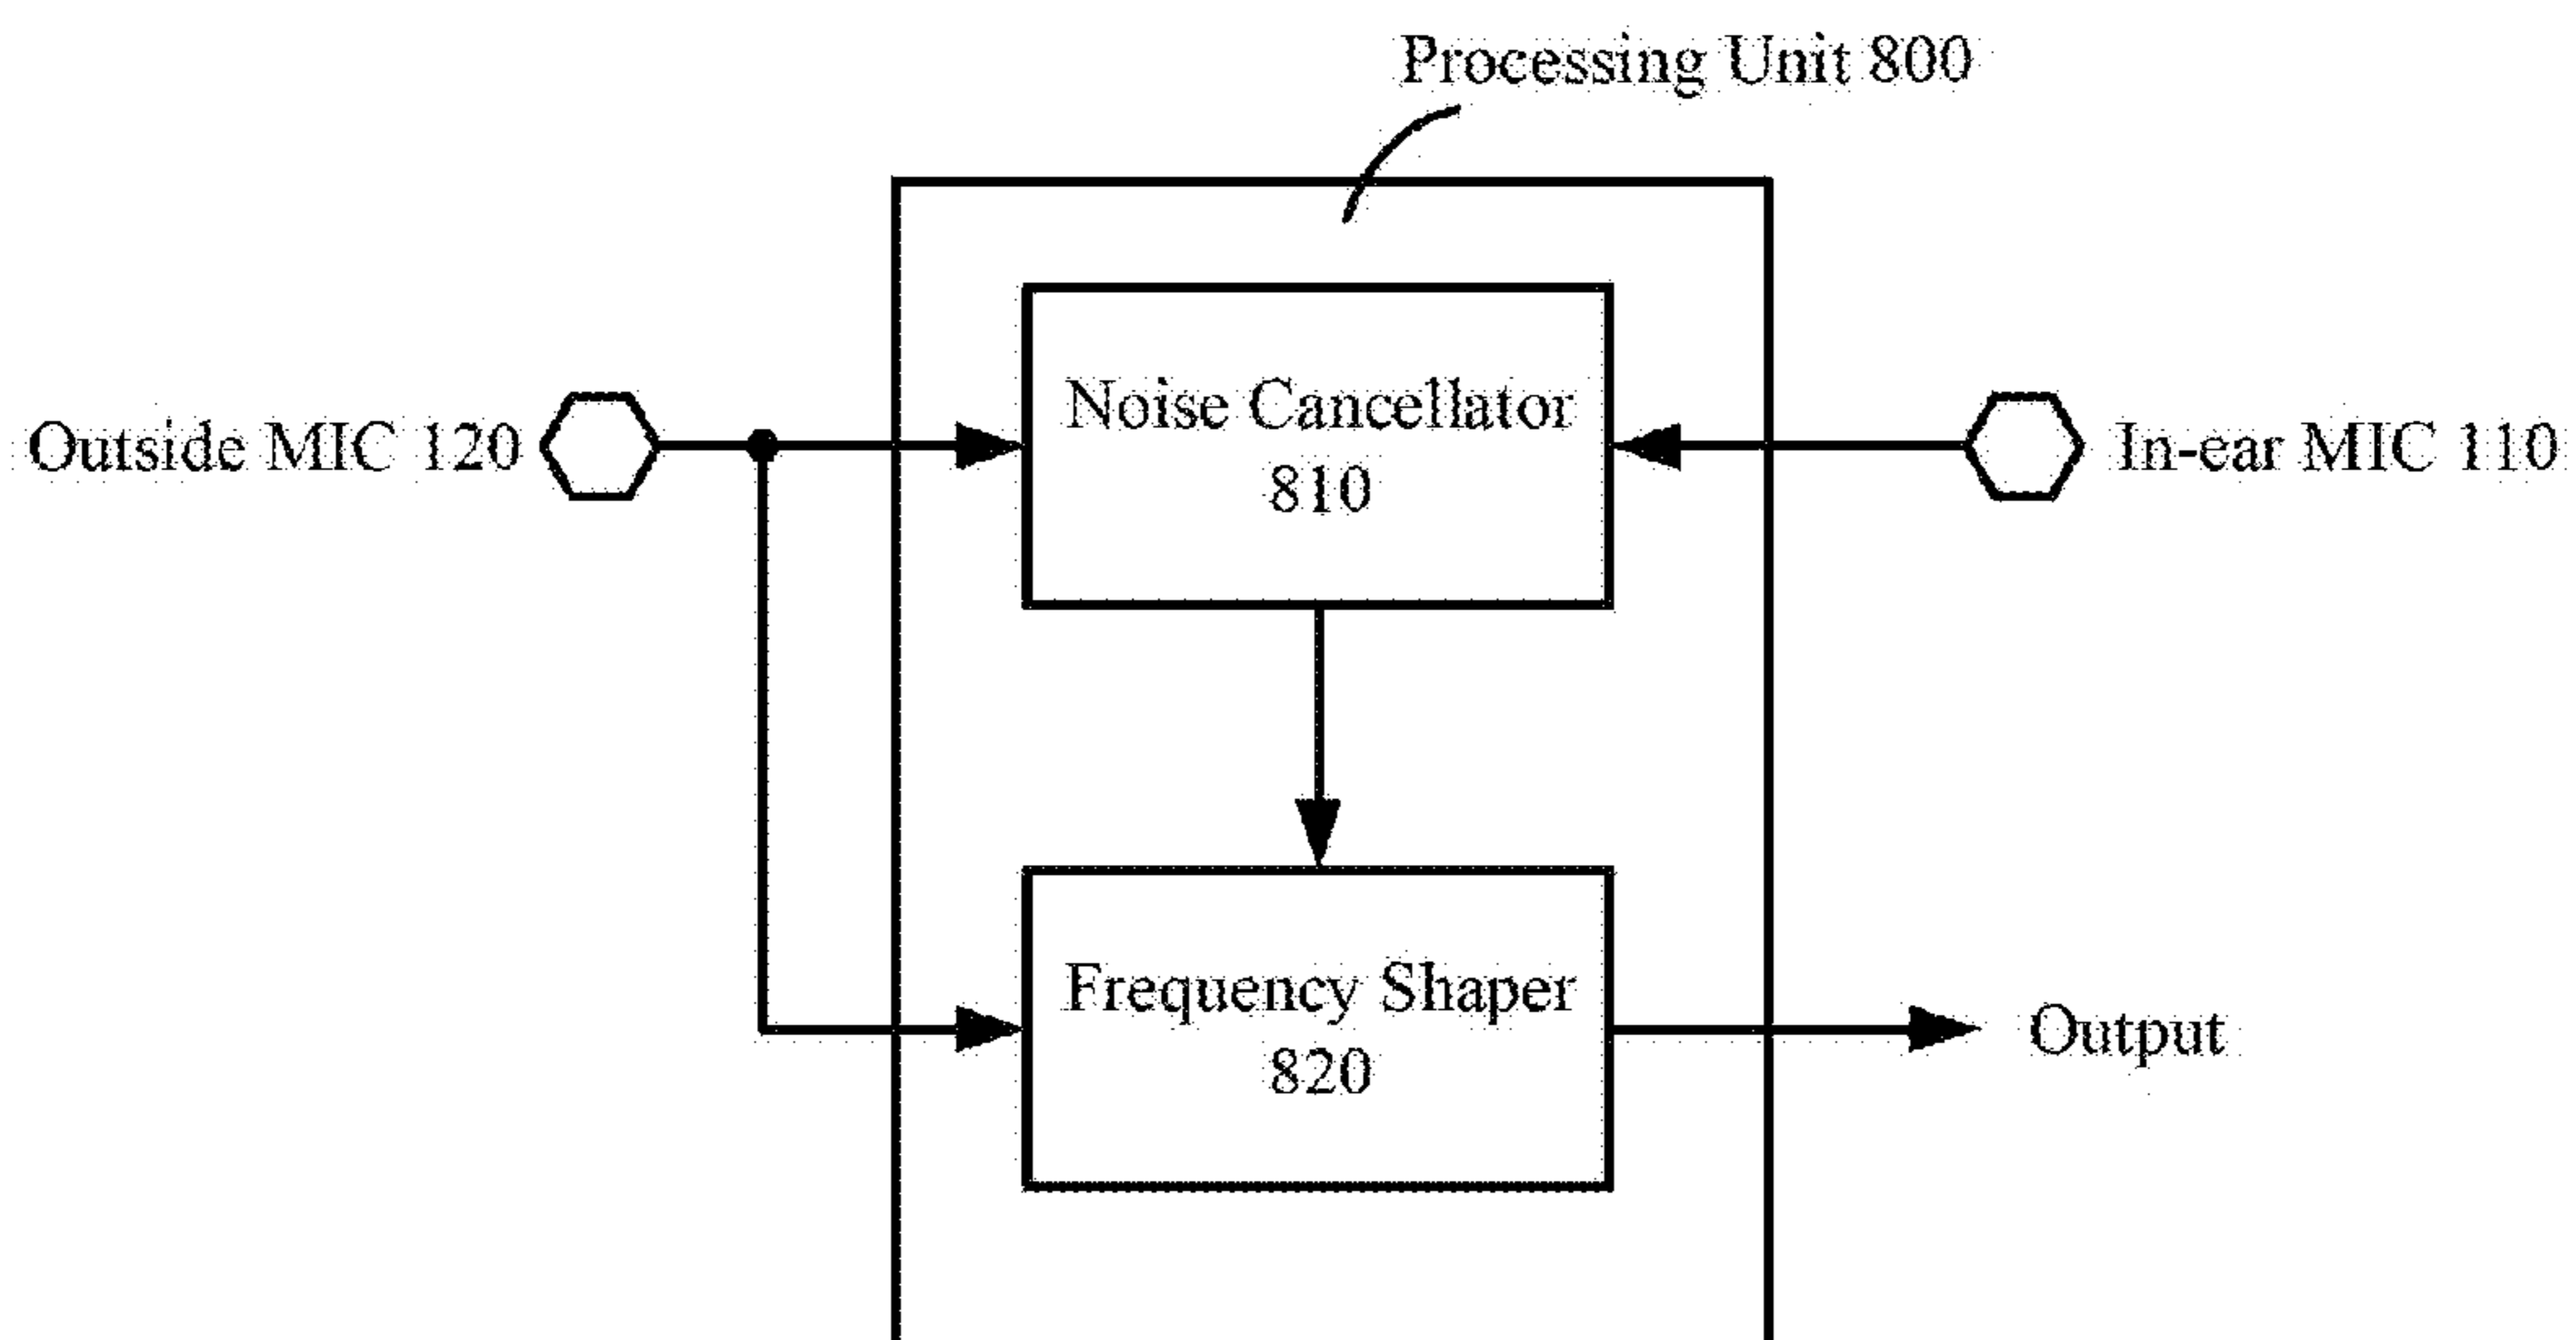 Processing Unit 800
Noise Cancellator
810
Outside MIC 120
In-ear MIC 110
Frequency Shaper
820
Output